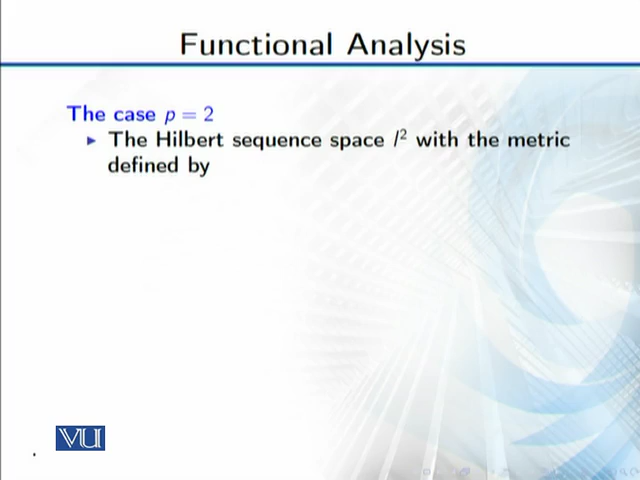 Functional Analysis
The case p = 2
The Hilbert sequence space l² with the metric
defined by
VU